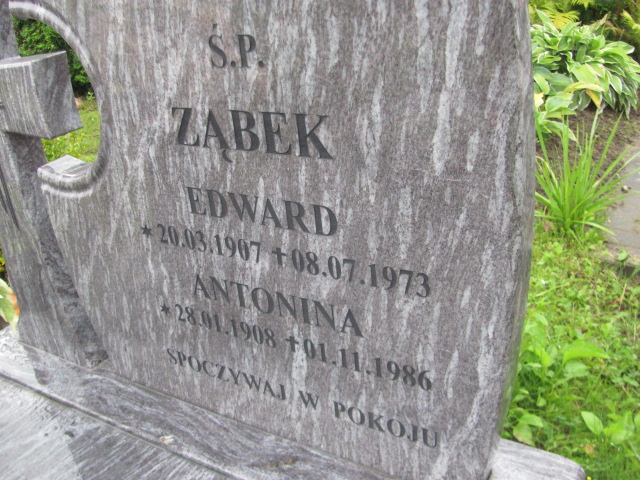 Ś.P.
ZĄBEK
EDWARD
*20.03.1907 +08.07.1973
ANTONINA
*28.01.1908 +01.11.1986
SPOCZYWAJ W POKOJU